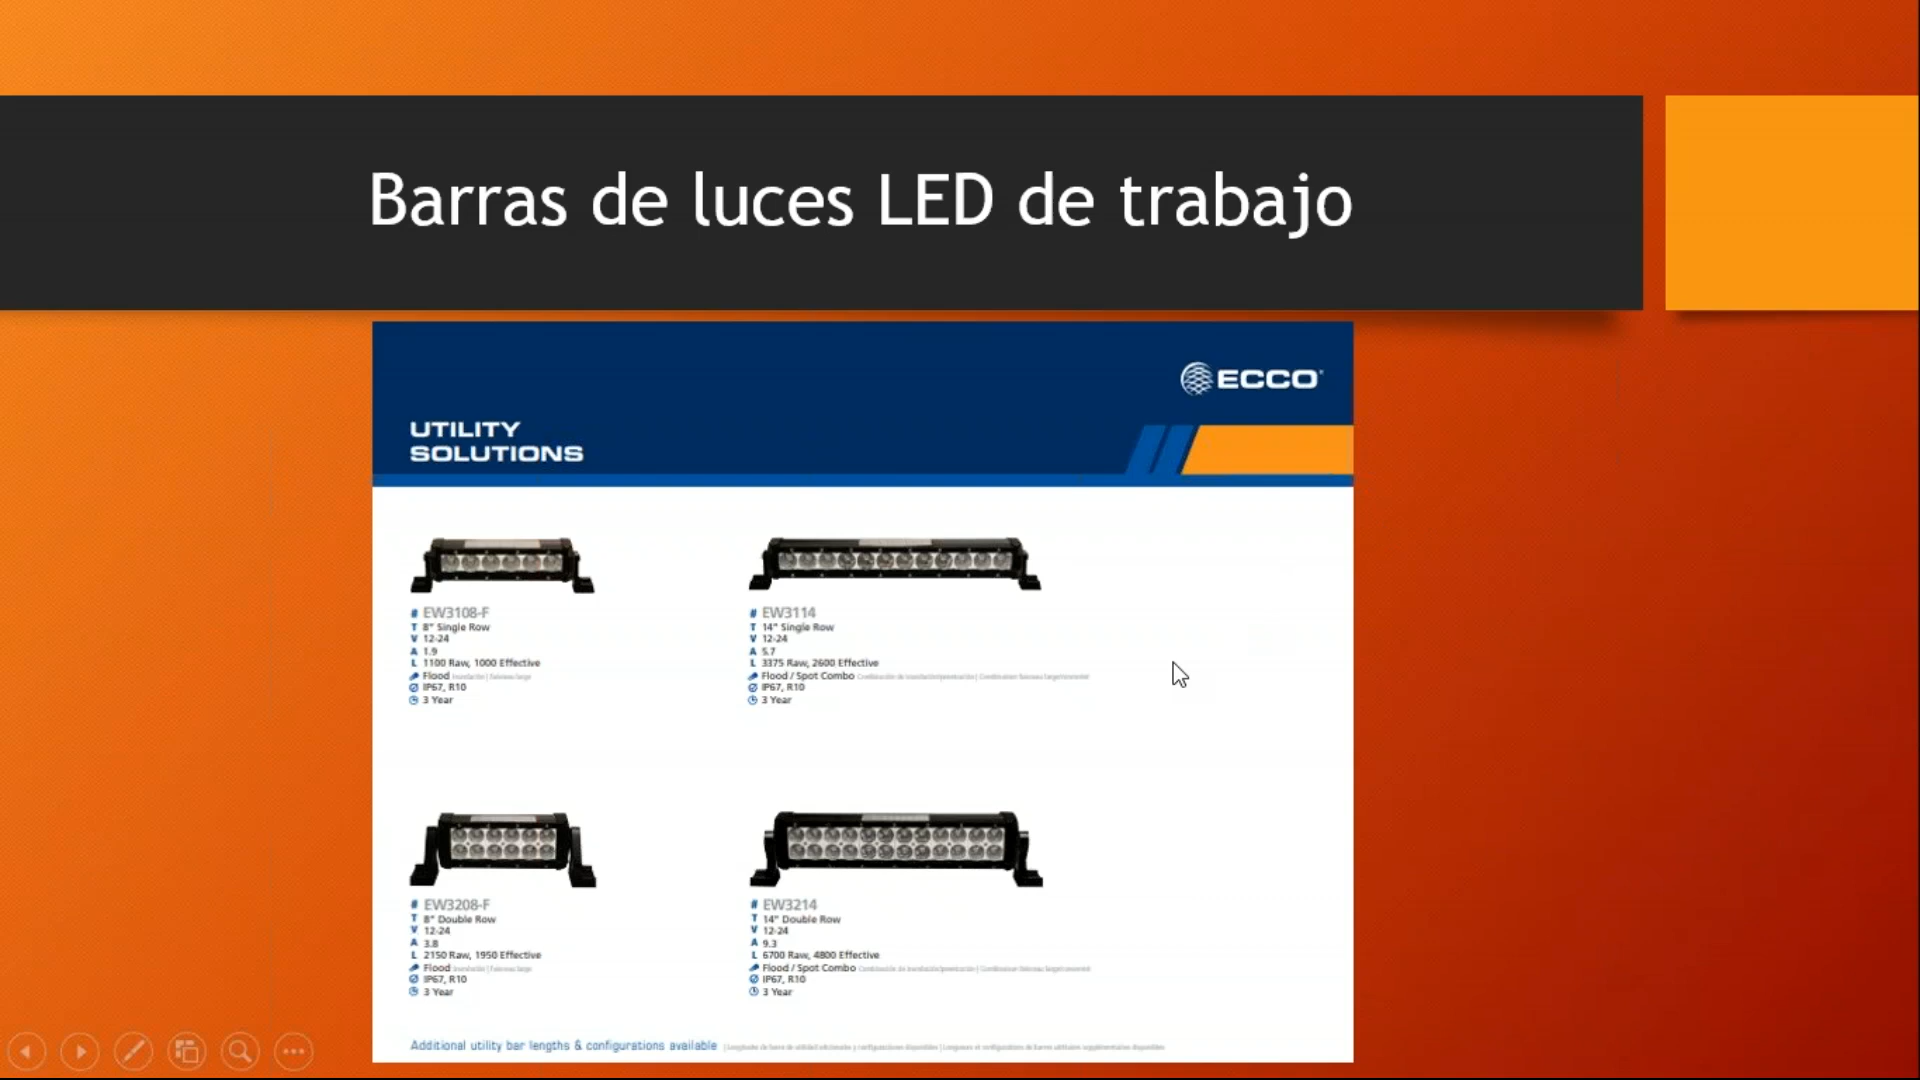 Barras de luces LED de trabajo
ECCO
UTILITY
SOLUTIONS
# EW3108-F
T 8" Single Row
V 12-24
A 1.9
L 1100 Raw, 1000 Effective
Flood
IP67, R10
3 Year
# EW3114
T 14" Single Row
V 12-24
A 5.7
L 3375 Raw, 2600 Effective
Flood / Spot Combo
IP67, R10
3 Year
# EW3208-F
T 8" Double Row
V 12-24
A 3.8
L 2150 Raw, 1950 Effective
Flood
IP67, R10
3 Year
# EW3214
T 14" Double Row
V 12-24
A 9.3
L 6700 Raw, 4800 Effective
Flood / Spot Combo
IP67, R10
3 Year
Additional utility bar lengths & configurations available